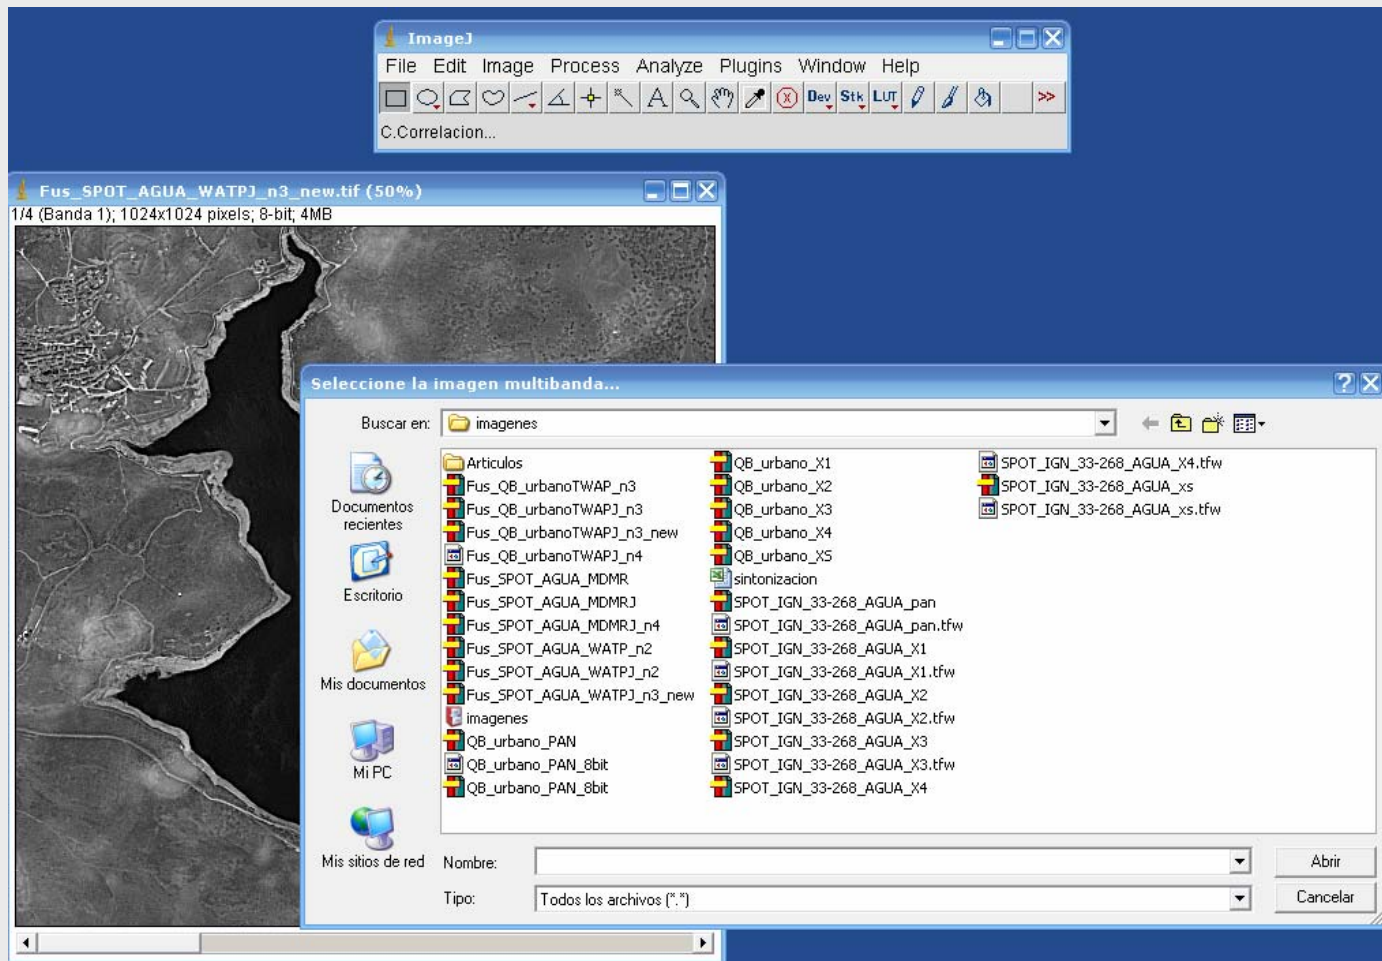 ImageJ
File Edit Image Process Analyze Plugins Window Help
A Dev Stk LUT >>
C.Correlacion...
Fus_SPOT_AGUA_WATPJ_n3_new.tif (50%)
1/4 (Banda 1); 1024x1024 pixels; 8-bit; 4MB
Seleccione la imagen multibanda...
Buscar en: imagenes
Documentos recientes
Escritorio
Mis documentos
Mi PC
Mis sitios de red
Articulos
Fus_QB_urbanoTWAP_n3
Fus_QB_urbanoTWAPJ_n3
Fus_QB_urbanoTWAPJ_n3_new
Fus_QB_urbanoTWAPJ_n4
Fus_SPOT_AGUA_MDMR
Fus_SPOT_AGUA_MDMRJ
Fus_SPOT_AGUA_MDMRJ_n4
Fus_SPOT_AGUA_WATP_n2
Fus_SPOT_AGUA_WATPJ_n2
Fus_SPOT_AGUA_WATPJ_n3_new
imagenes
QB_urbano_PAN
QB_urbano_PAN_8bit
QB_urbano_PAN_8bit
QB_urbano_X1
QB_urbano_X2
QB_urbano_X3
QB_urbano_X4
QB_urbano_XS
sintonizacion
SPOT_IGN_33-268_AGUA_pan
SPOT_IGN_33-268_AGUA_pan.tfw
SPOT_IGN_33-268_AGUA_X1
SPOT_IGN_33-268_AGUA_X1.tfw
SPOT_IGN_33-268_AGUA_X2
SPOT_IGN_33-268_AGUA_X2.tfw
SPOT_IGN_33-268_AGUA_X3
SPOT_IGN_33-268_AGUA_X3.tfw
SPOT_IGN_33-268_AGUA_X4
SPOT_IGN_33-268_AGUA_X4.tfw
SPOT_IGN_33-268_AGUA_xs
SPOT_IGN_33-268_AGUA_xs.tfw
Nombre:
Abrir
Tipo: Todos los archivos (*.*)
Cancelar